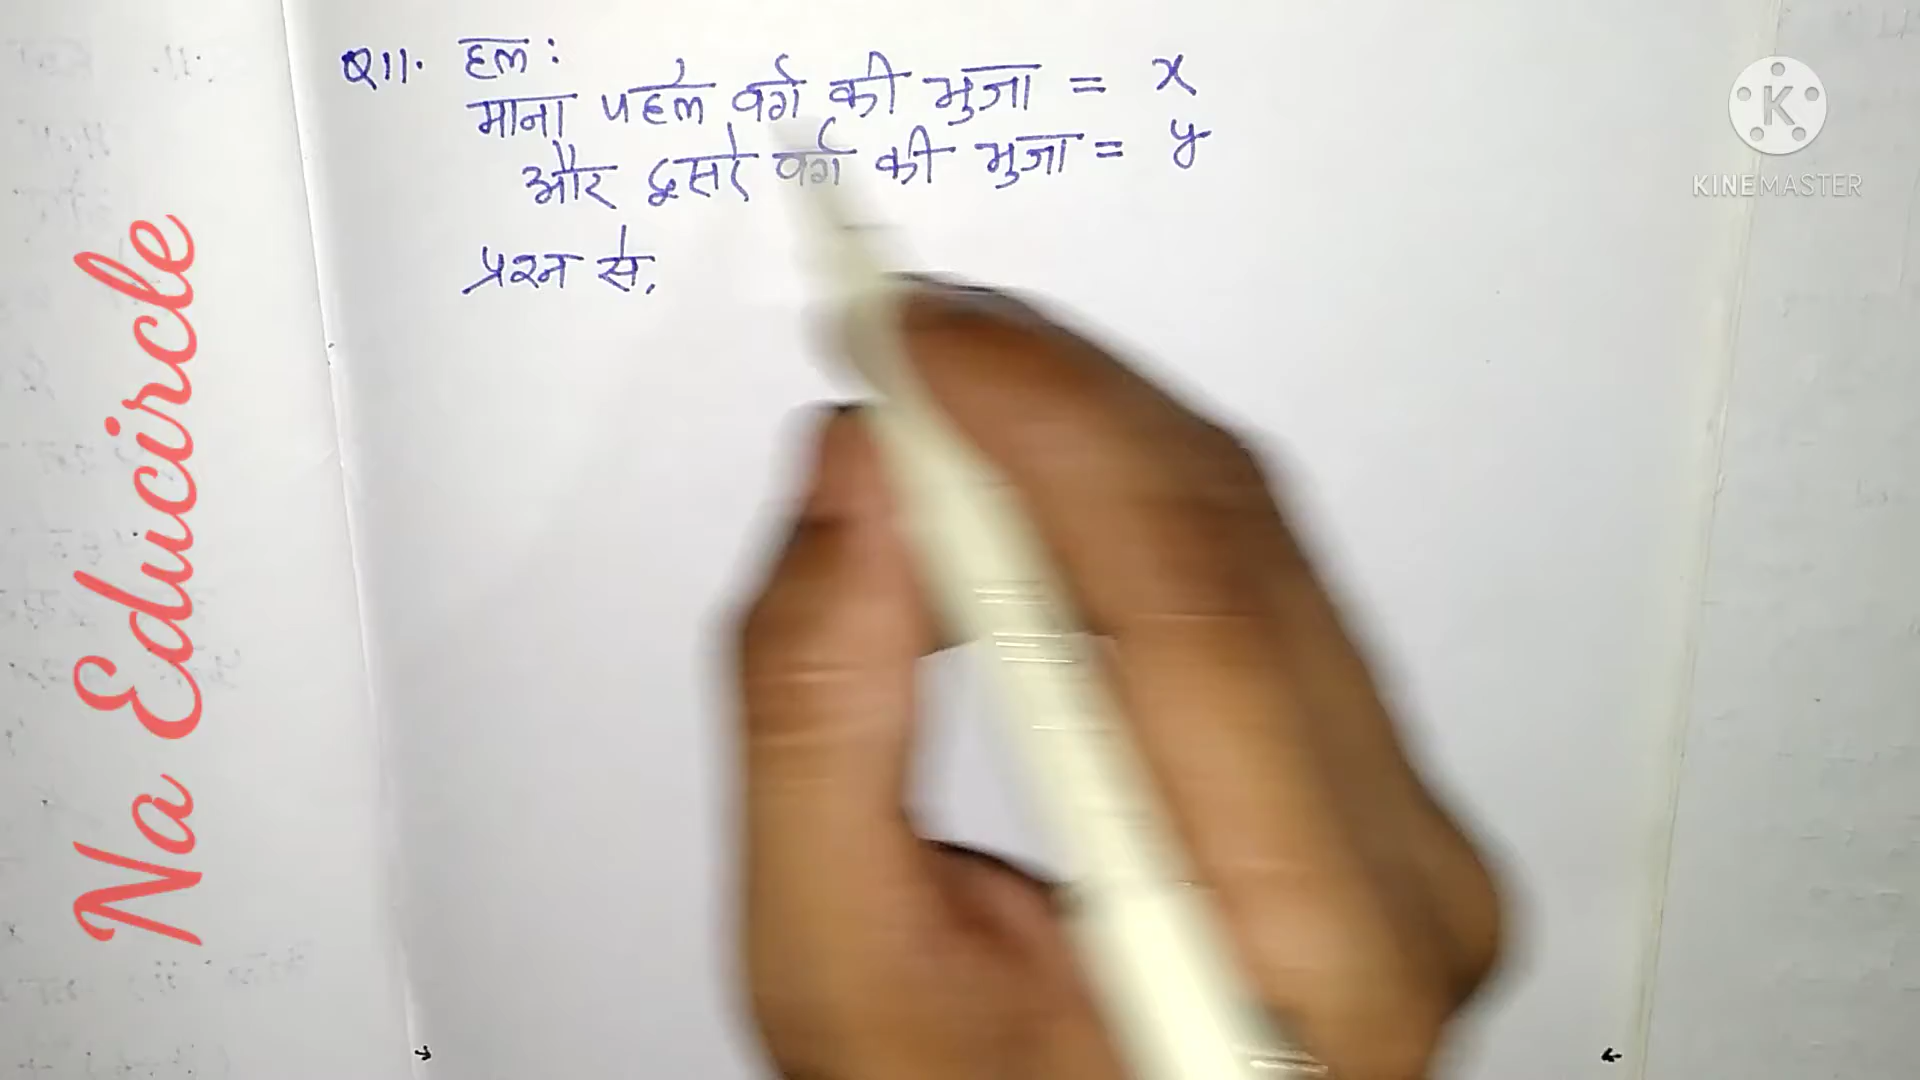 Q11. हल :
माना पहले वर्ग की भुजा = x
और दूसरे वर्ग की भुजा = y
प्रश्न से,
Na Educircle
K
KINEMASTER